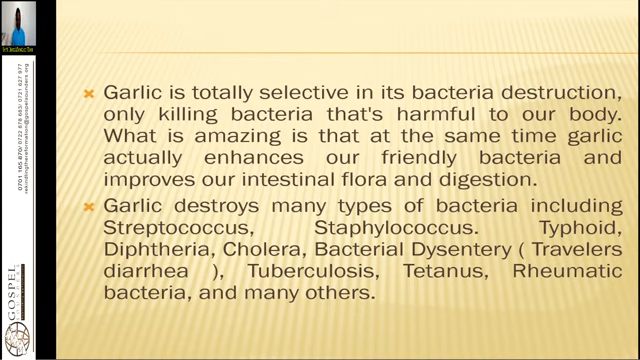 Garlic is totally selective in its bacteria destruction,
only killing bacteria that's harmful to our body.
What is amazing is that at the same time garlic
actually enhances our friendly bacteria and
improves our intestinal flora and digestion.
Garlic destroys many types of bacteria including
Streptococcus, Staphylococcus. Typhoid,
Diphtheria, Cholera, Bacterial Dysentery ( Travelers
diarrhea ), Tuberculosis, Tetanus, Rheumatic
bacteria, and many others.
GOSPEL